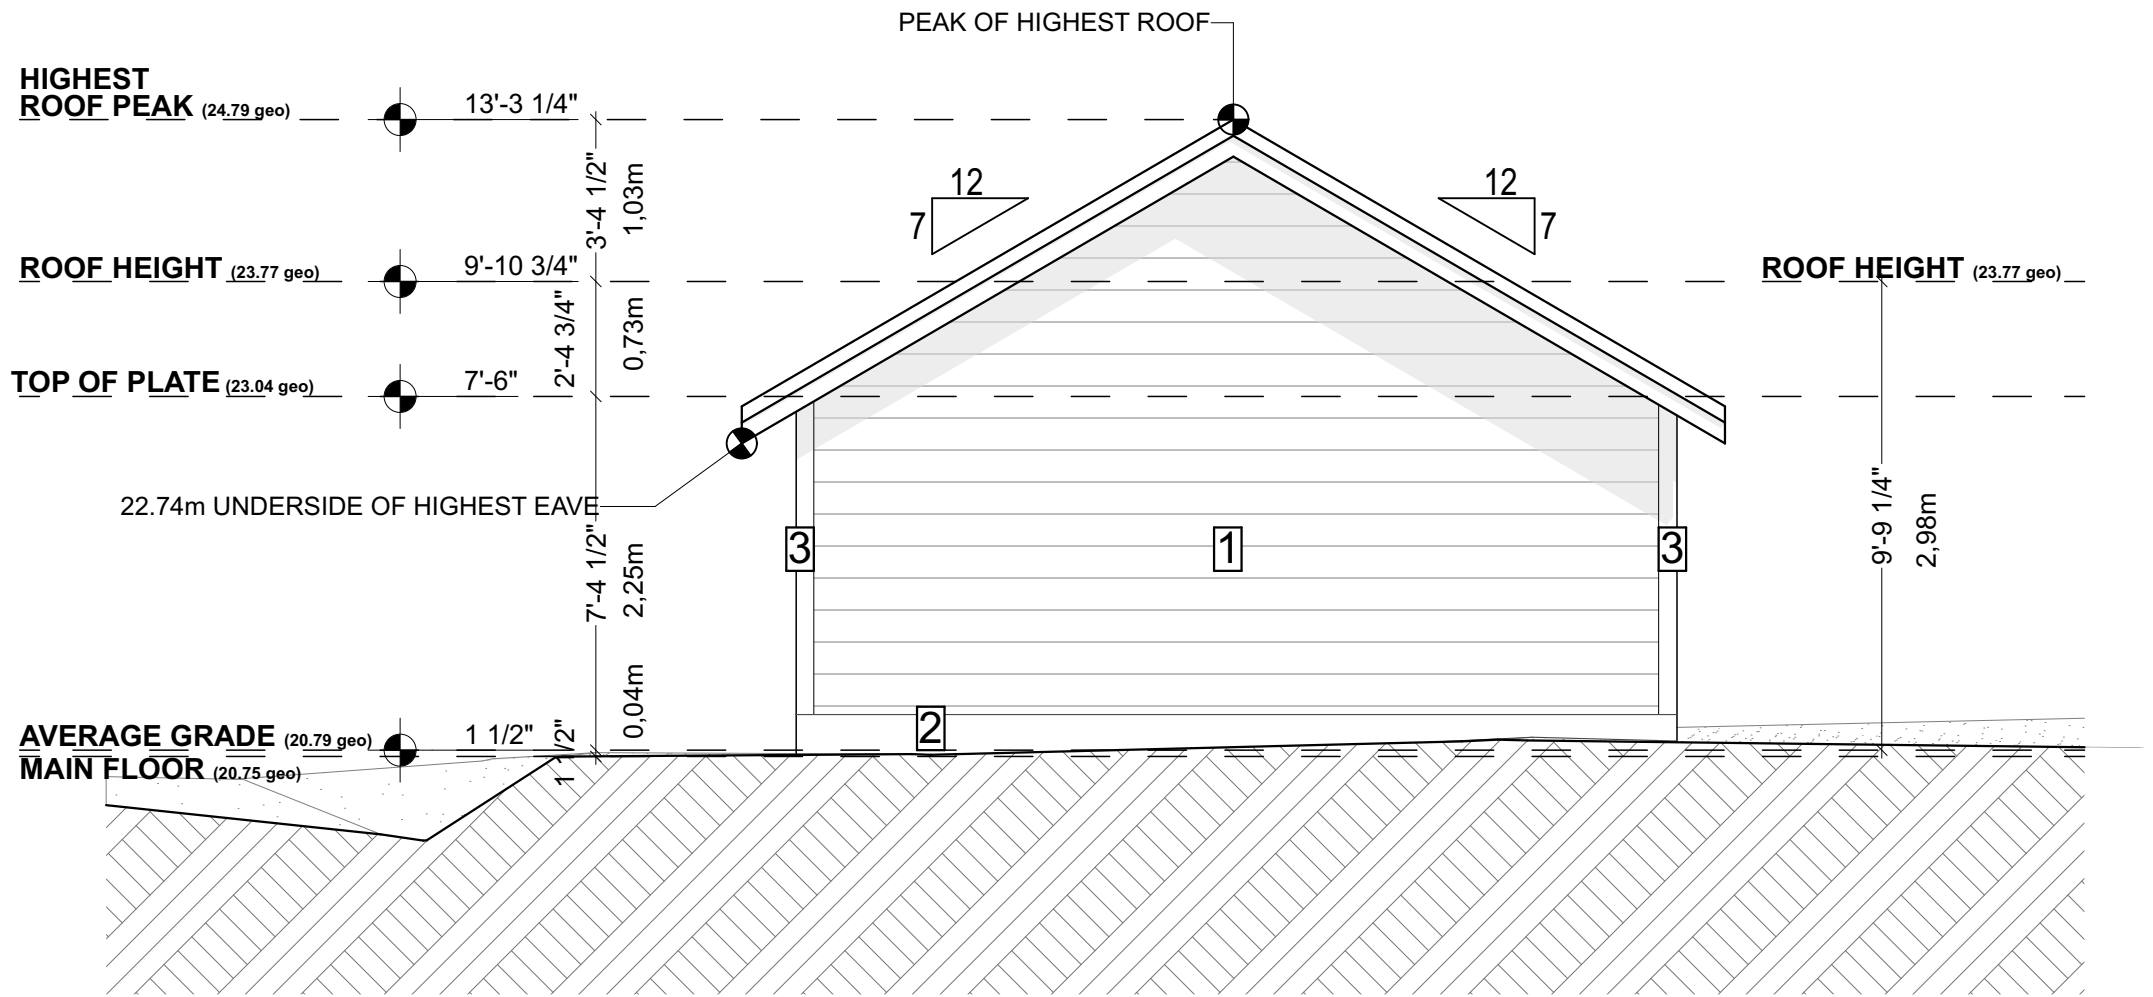 PEAK OF HIGHEST ROOF
HIGHEST
ROOF PEAK (24.79 geo)
13'-3 1/4"
3'-4 1/2"
1,03m
12
7
12
7
ROOF HEIGHT (23.77 geo)
9'-10 3/4"
ROOF HEIGHT (23.77 geo)
2'-4 3/4"
0,73m
TOP OF PLATE (23.04 geo)
7'-6"
22.74m UNDERSIDE OF HIGHEST EAVE
7'-4 1/2"
2,25m
3
1
3
9'-9 1/4"
2,98m
0,04m
2
AVERAGE GRADE (20.79 geo)
1 1/2"
1 1/2"
MAIN FLOOR (20.75 geo)